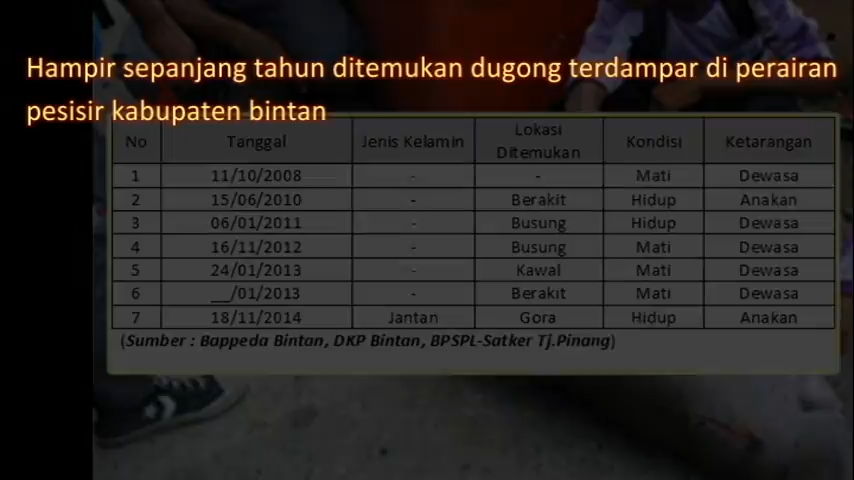 Hampir sepanjang tahun ditemukan dugong terdampar di perairan
pesisir kabupaten bintan
No Tanggal Jenis Kelamin Lokasi Ditemukan Kondisi Ketarangan
1 11/10/2008 - - Mati Dewasa
2 15/06/2010 - Berakit Hidup Anakan
3 06/01/2011 - Busung Hidup Dewasa
4 16/11/2012 - Busung Mati Dewasa
5 24/01/2013 - Kawal Mati Dewasa
6 __/01/2013 - Berakit Mati Dewasa
7 18/11/2014 Jantan Gora Hidup Anakan
(Sumber : Bappeda Bintan, DKP Bintan, BPSPL-Satker Tj.Pinang)